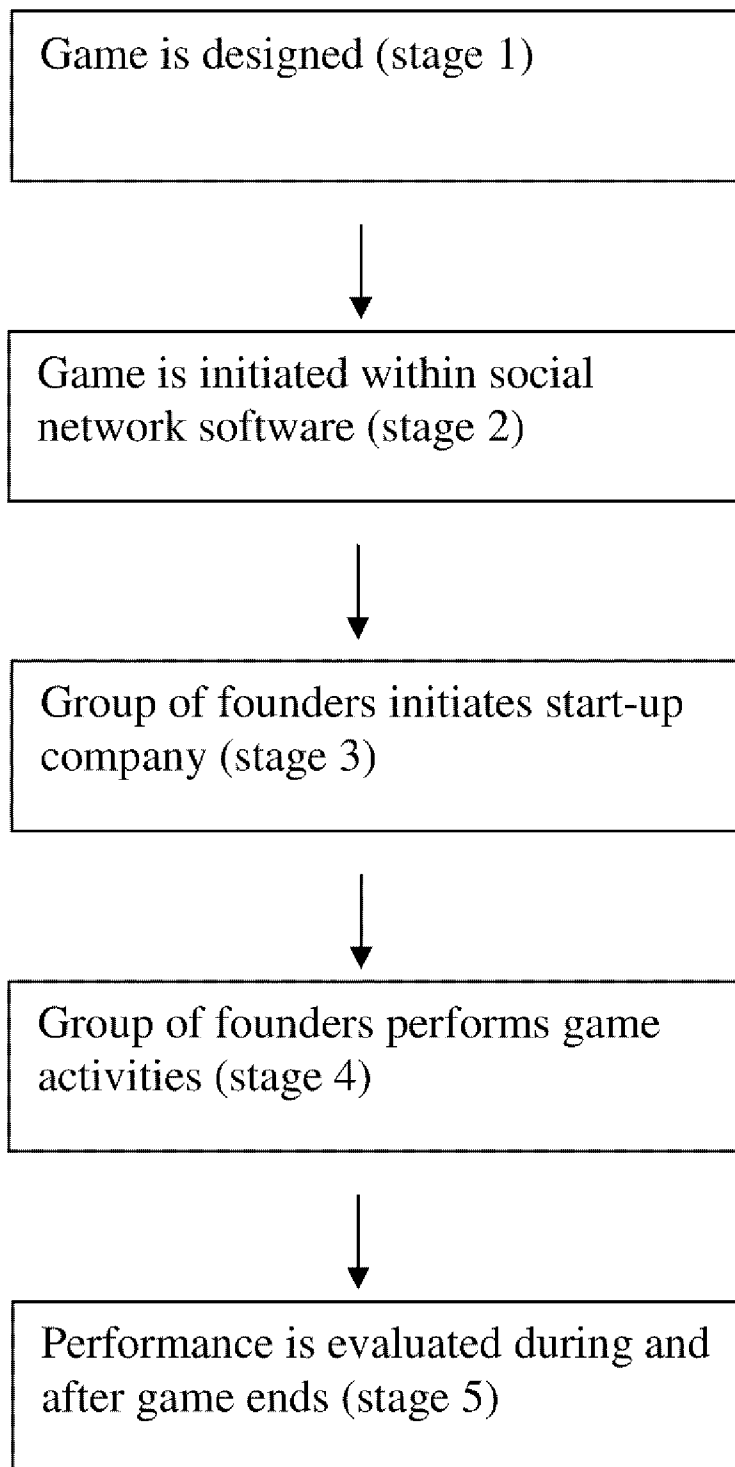 Game is designed (stage 1)
Game is initiated within social
network software (stage 2)
Group of founders initiates start-up
company (stage 3)
Group of founders performs game
activities (stage 4)
Performance is evaluated during and
after game ends (stage 5)